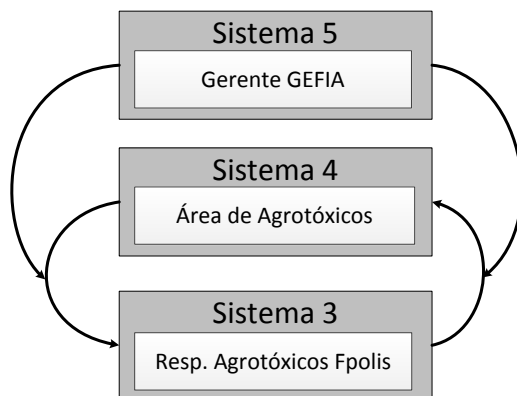 Sistema 5
Gerente GEFIA
Sistema 4
Área de Agrotóxicos
Sistema 3
Resp. Agrotóxicos Fpolis